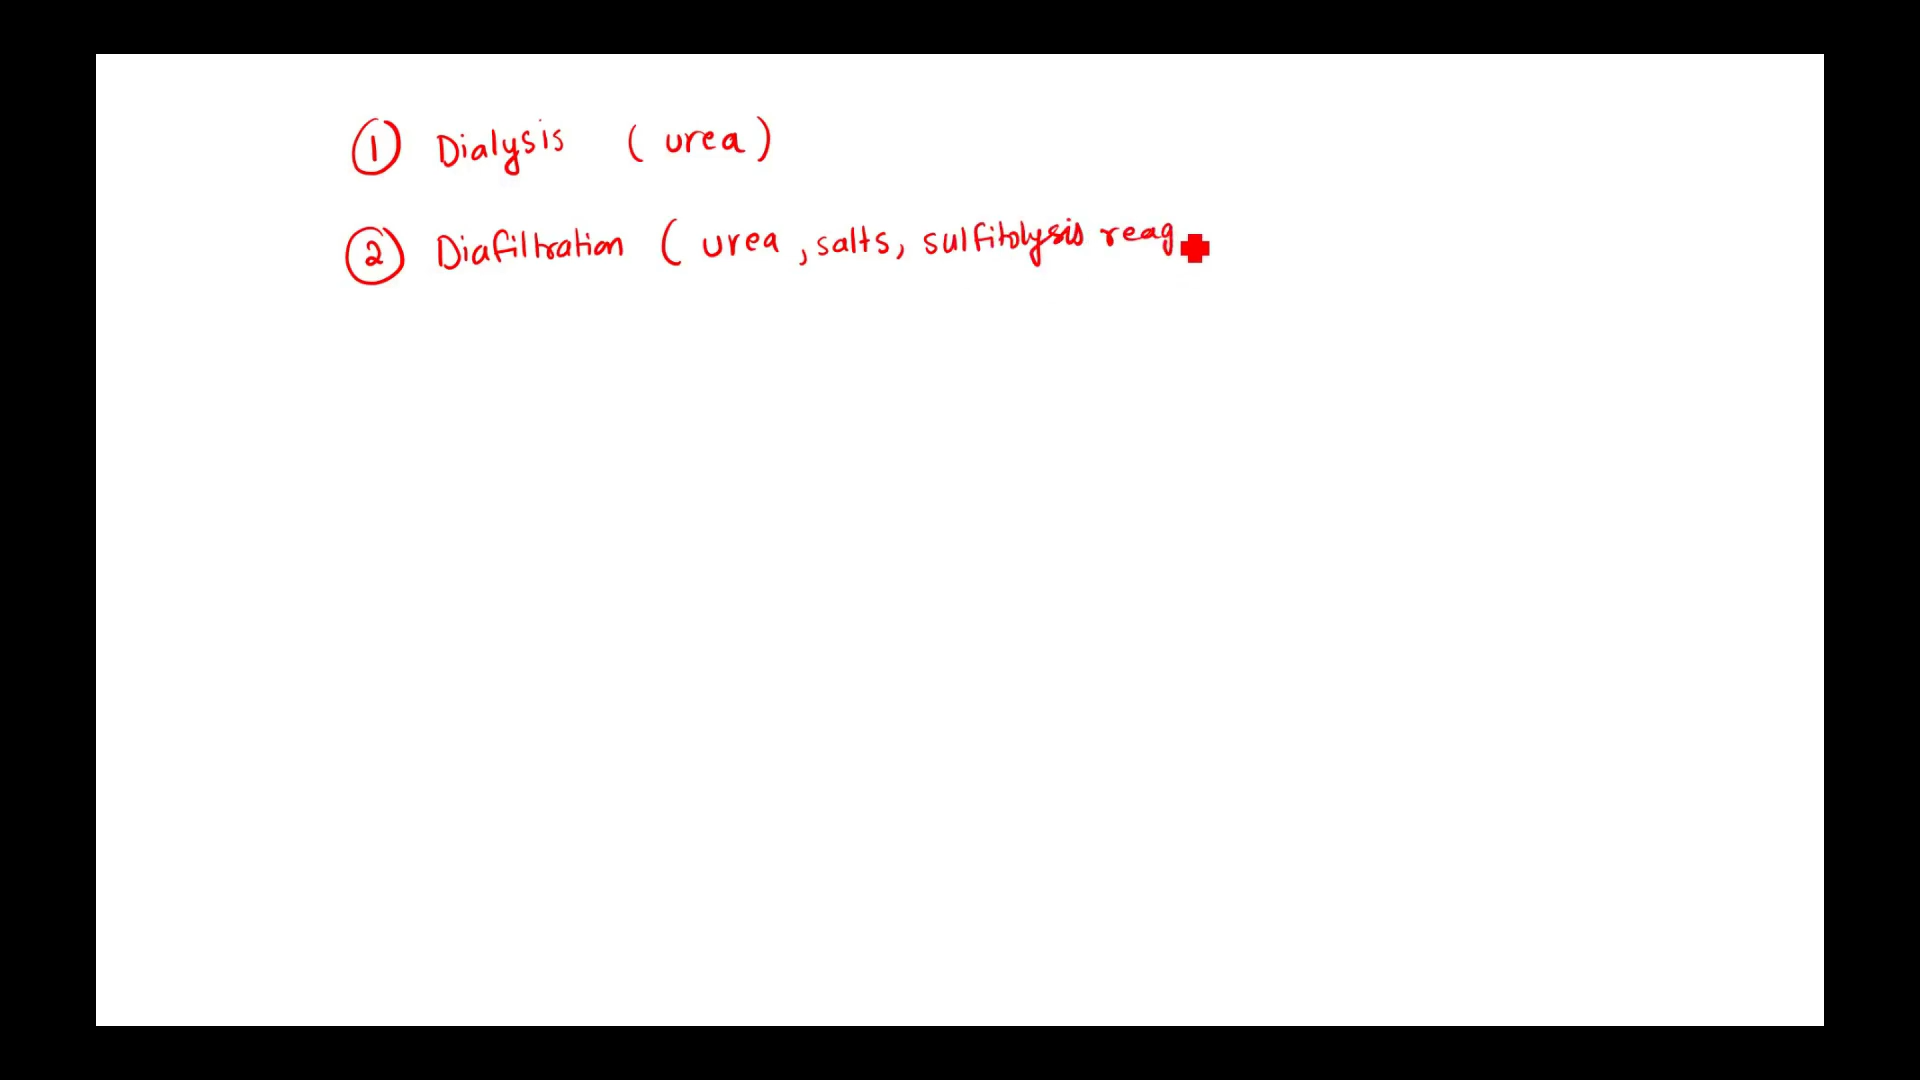 ① Dialysis (urea)
② Diafiltration (urea, salts, sulfitolysis reag